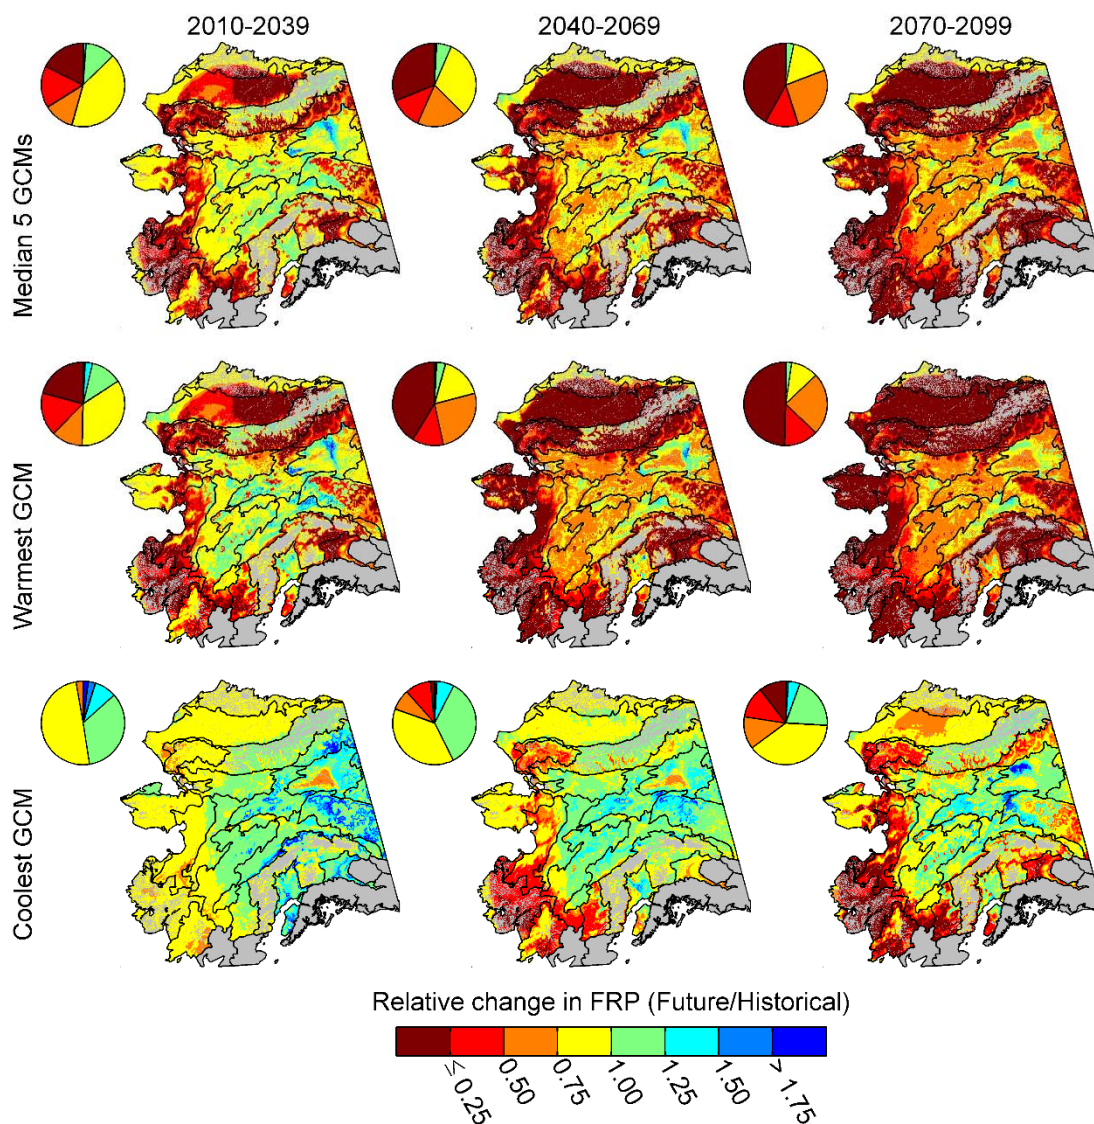 2010-2039
2040-2069
2070-2099
Median 5 GCMs
Warmest GCM
Coolest GCM
Relative change in FRP (Future/Historical)
≤ 0.25
0.50
0.75
1.00
1.25
1.50
> 1.75